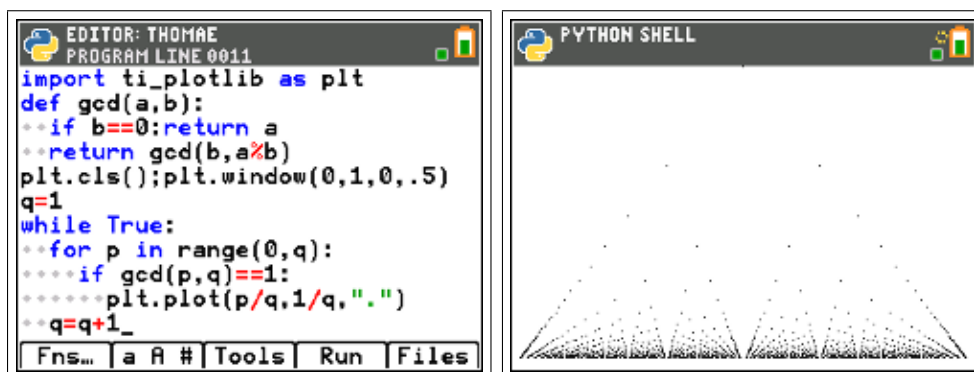 EDITOR: THOMAE
PROGRAM LINE 0011
import ti_plotlib as plt
def gcd(a,b):
◆◆if b==0:return a
◆◆return gcd(b,a%b)
plt.cls();plt.window(0,1,0,.5)
q=1
while True:
◆◆for p in range(0,q):
◆◆◆◆if gcd(p,q)==1:
◆◆◆◆◆◆plt.plot(p/q,1/q,".")
◆◆q=q+1_
Fns… a A # Tools Run Files
PYTHON SHELL